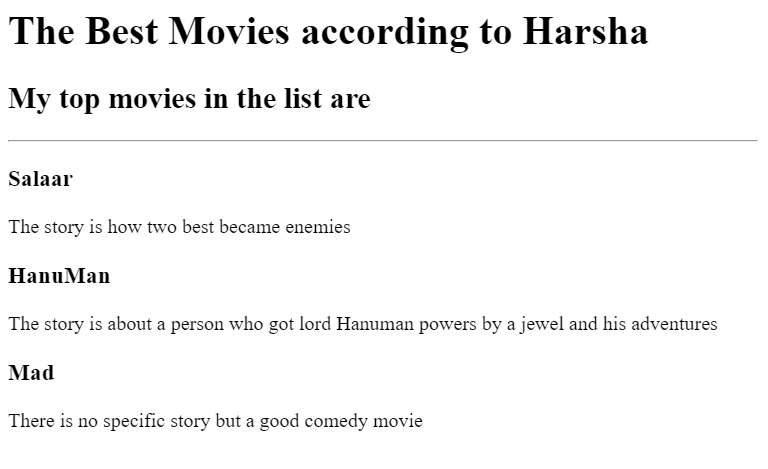 The Best Movies according to Harsha
My top movies in the list are
Salaar
The story is how two best became enemies
HanuMan
The story is about a person who got lord Hanuman powers by a jewel and his adventures
Mad
There is no specific story but a good comedy movie